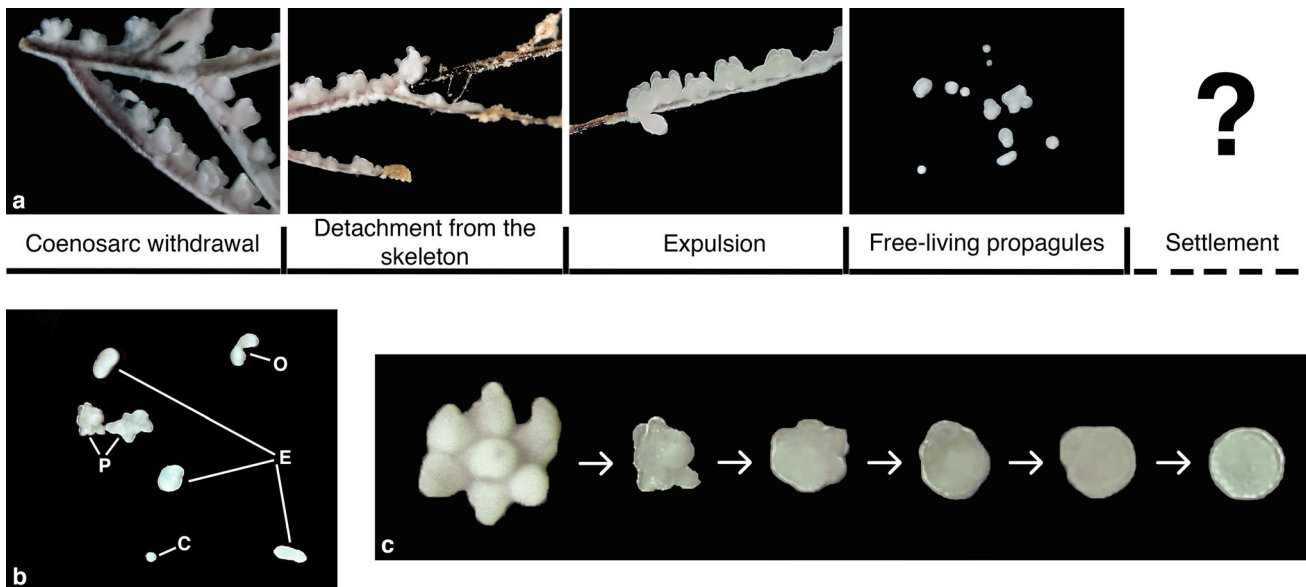 ?
a
Coenosarc withdrawal
Detachment from the
skeleton
Expulsion
Free-living propagules
Settlement
O
P
E
C
b
c